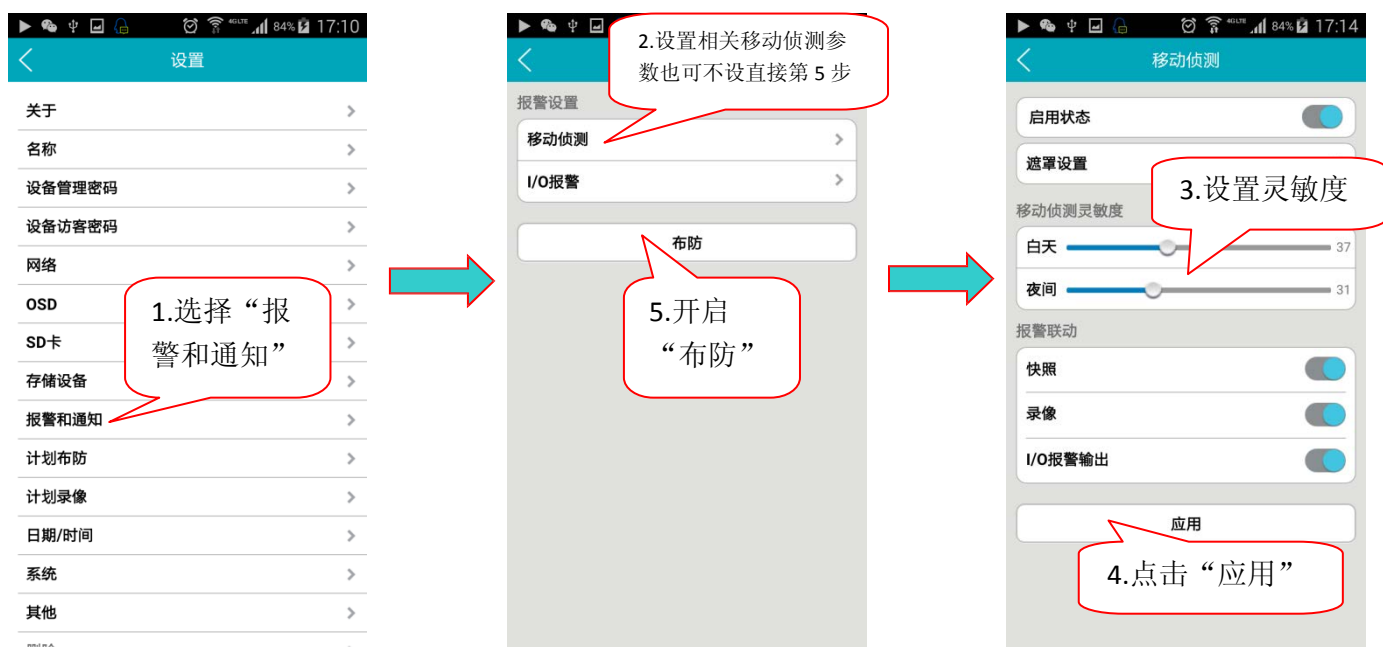 4GLTE 84% 17:10
设置
关于
名称
设备管理密码
设备访客密码
网络
OSD
SD卡
存储设备
报警和通知
计划布防
计划录像
日期/时间
系统
其他
1.选择“报
警和通知”
2.设置相关移动侦测参
数也可不设直接第 5 步
报警设置
移动侦测
I/O报警
布防
5.开启
“布防”
4GLTE 84% 17:14
移动侦测
启用状态
遮罩设置
3.设置灵敏度
移动侦测灵敏度
白天 37
夜间 31
报警联动
快照
录像
I/O报警输出
应用
4.点击“应用”